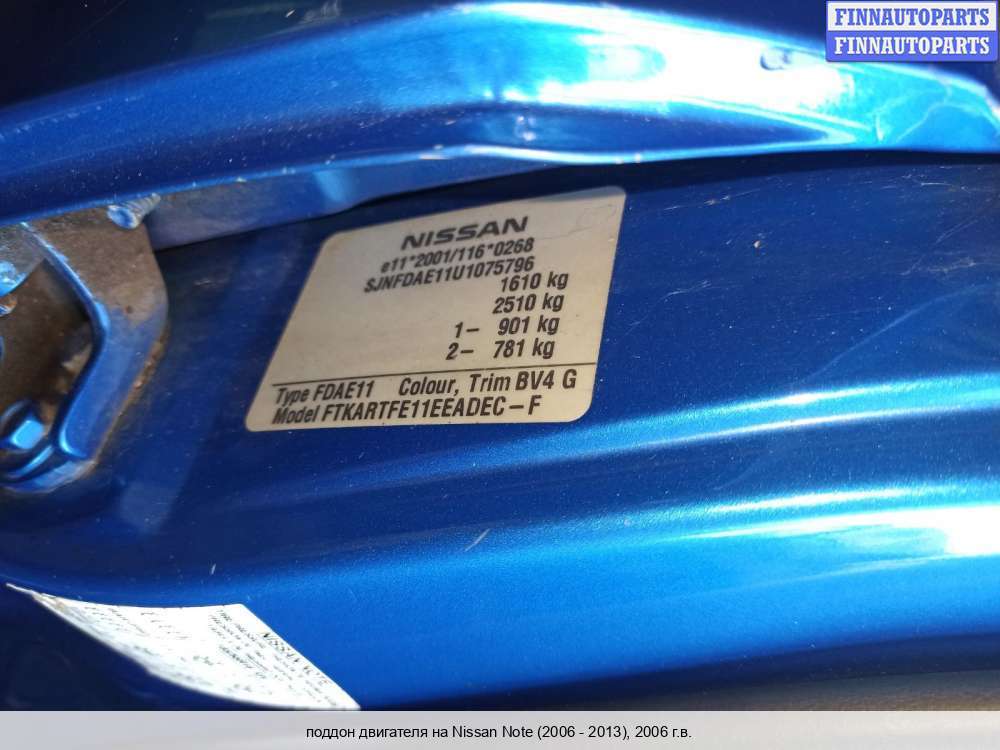 FINNAUTOPARTS
FINNAUTOPARTS
NISSAN
e11*2001/116*0268
SJNFDAE11U1075796
1610 kg
2510 kg
1– 901 kg
2– 781 kg
Type FDAE11 Colour, Trim BV4 G
Model FTKARTFE11EEADEC–F
поддон двигателя на Nissan Note (2006 - 2013), 2006 г.в.